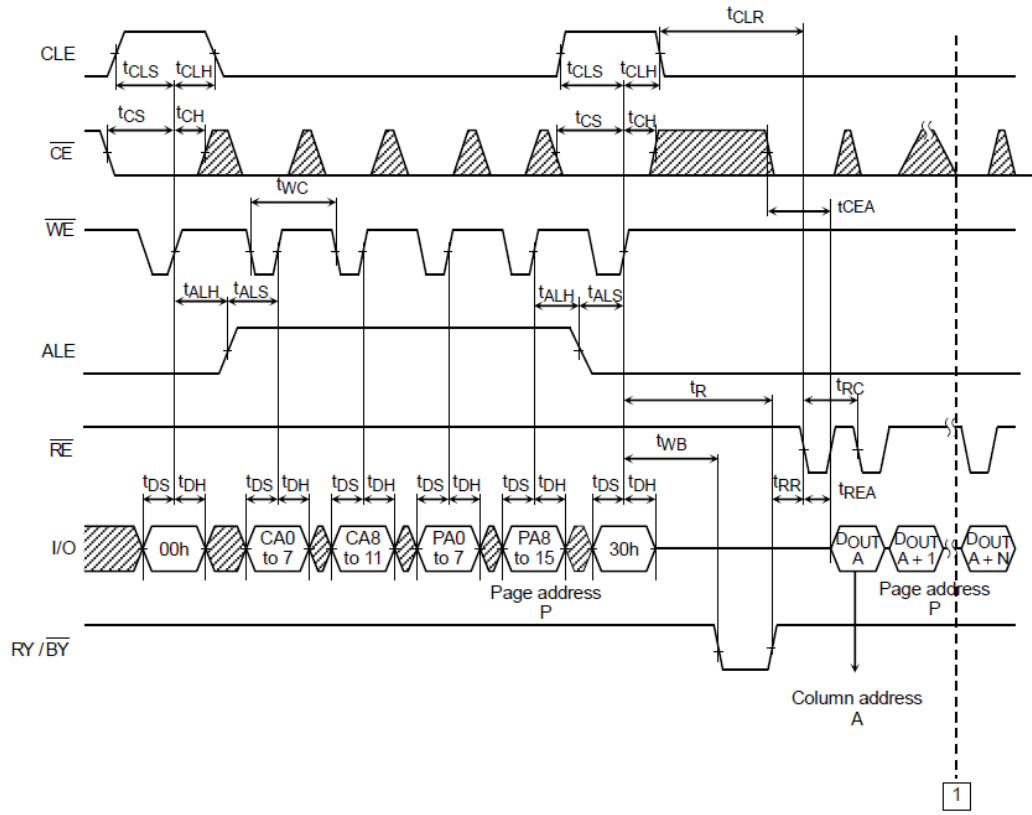 tCLR
CLE
tCLS tCLH tCLS tCLH
tCS tCH tCS tCH
CE
tWC
tCEA
WE
tALH tALS tALH tALS
ALE
tR tRC
RE
tWB
tDS tDH tDS tDH tDS tDH tDS tDH tDS tDH tDS tDH tRR tREA
I/O
00h
CA0
to 7
CA8
to 11
PA0
to 7
PA8
to 15
30h
DOUT
A
DOUT
A + 1
DOUT
A + N
Page address
P
Page address
P
RY / BY
Column address
A
1